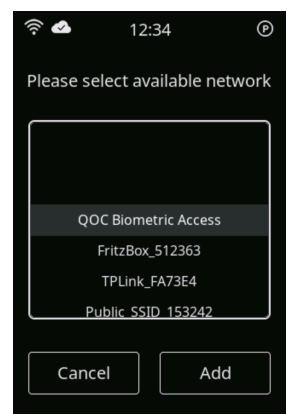 12:34
P
Please select available network
QOC Biometric Access
FritzBox_512363
TPLink_FA73E4
Public_SSID_153242
Cancel
Add